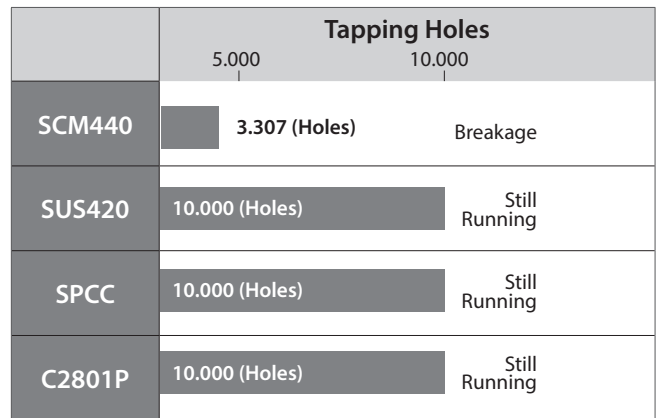 Tapping Holes
5.000 10.000
SCM440 3.307 (Holes) Breakage
SUS420 10.000 (Holes) Still
Running
SPCC 10.000 (Holes) Still
Running
C2801P 10.000 (Holes) Still
Running